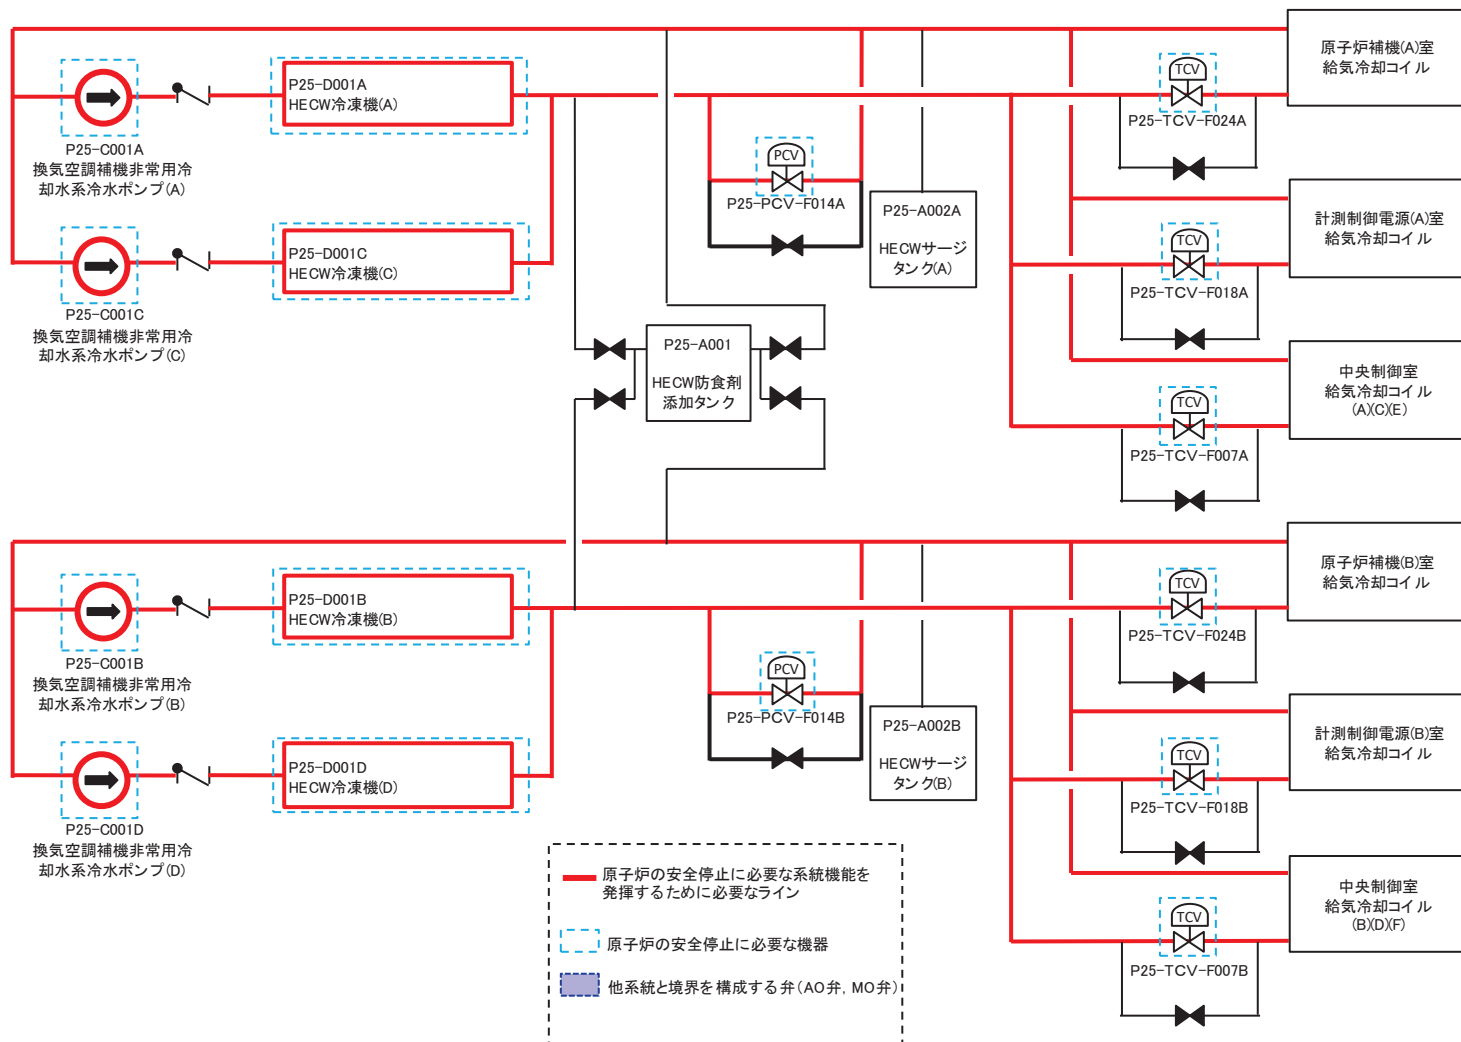 P25-C001A
換気空調補機非常用冷
却水系冷水ポンプ(A)
P25-D001A
HECW冷凍機(A)
P25-C001C
換気空調補機非常用冷
却水系冷水ポンプ(C)
P25-D001C
HECW冷凍機(C)
PCV
P25-PCV-F014A
P25-A002A
HECWサージ
タンク(A)
P25-A001
HECW防食剤
添加タンク
TCV
P25-TCV-F024A
原子炉補機(A)室
給気冷却コイル
TCV
P25-TCV-F018A
計測制御電源(A)室
給気冷却コイル
TCV
P25-TCV-F007A
中央制御室
給気冷却コイル
(A)(C)(E)
P25-C001B
換気空調補機非常用冷
却水系冷水ポンプ(B)
P25-D001B
HECW冷凍機(B)
P25-C001D
換気空調補機非常用冷
却水系冷水ポンプ(D)
P25-D001D
HECW冷凍機(D)
PCV
P25-PCV-F014B
P25-A002B
HECWサージ
タンク(B)
TCV
P25-TCV-F024B
原子炉補機(B)室
給気冷却コイル
TCV
P25-TCV-F018B
計測制御電源(B)室
給気冷却コイル
TCV
P25-TCV-F007B
中央制御室
給気冷却コイル
(B)(D)(F)
原子炉の安全停止に必要な系統機能を
発揮するために必要なライン
原子炉の安全停止に必要な機器
他系統と境界を構成する弁(AO弁, MO弁)